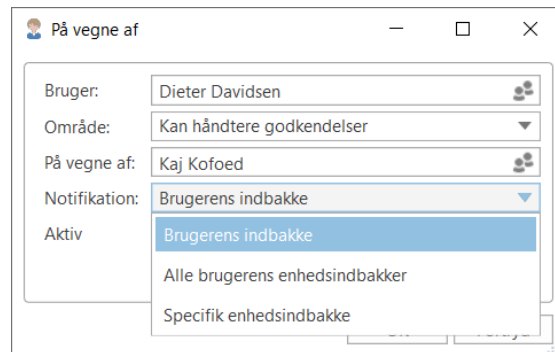 På vegne af
Bruger: Dieter Davidsen
Område: Kan håndtere godkendelser
På vegne af: Kaj Kofoed
Notifikation: Brugerens indbakke
Aktiv
Brugerens indbakke
Alle brugerens enhedsindbakker
Specifik enhedsindbakke